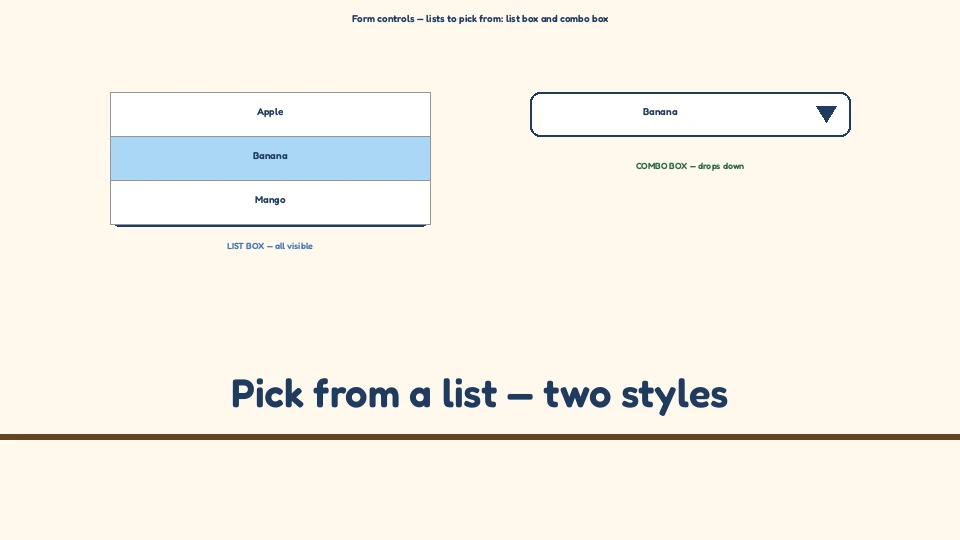 Form controls — lists to pick from: list box and combo box
Apple
Banana
Mango
LIST BOX — all visible
Banana
COMBO BOX — drops down
Pick from a list — two styles